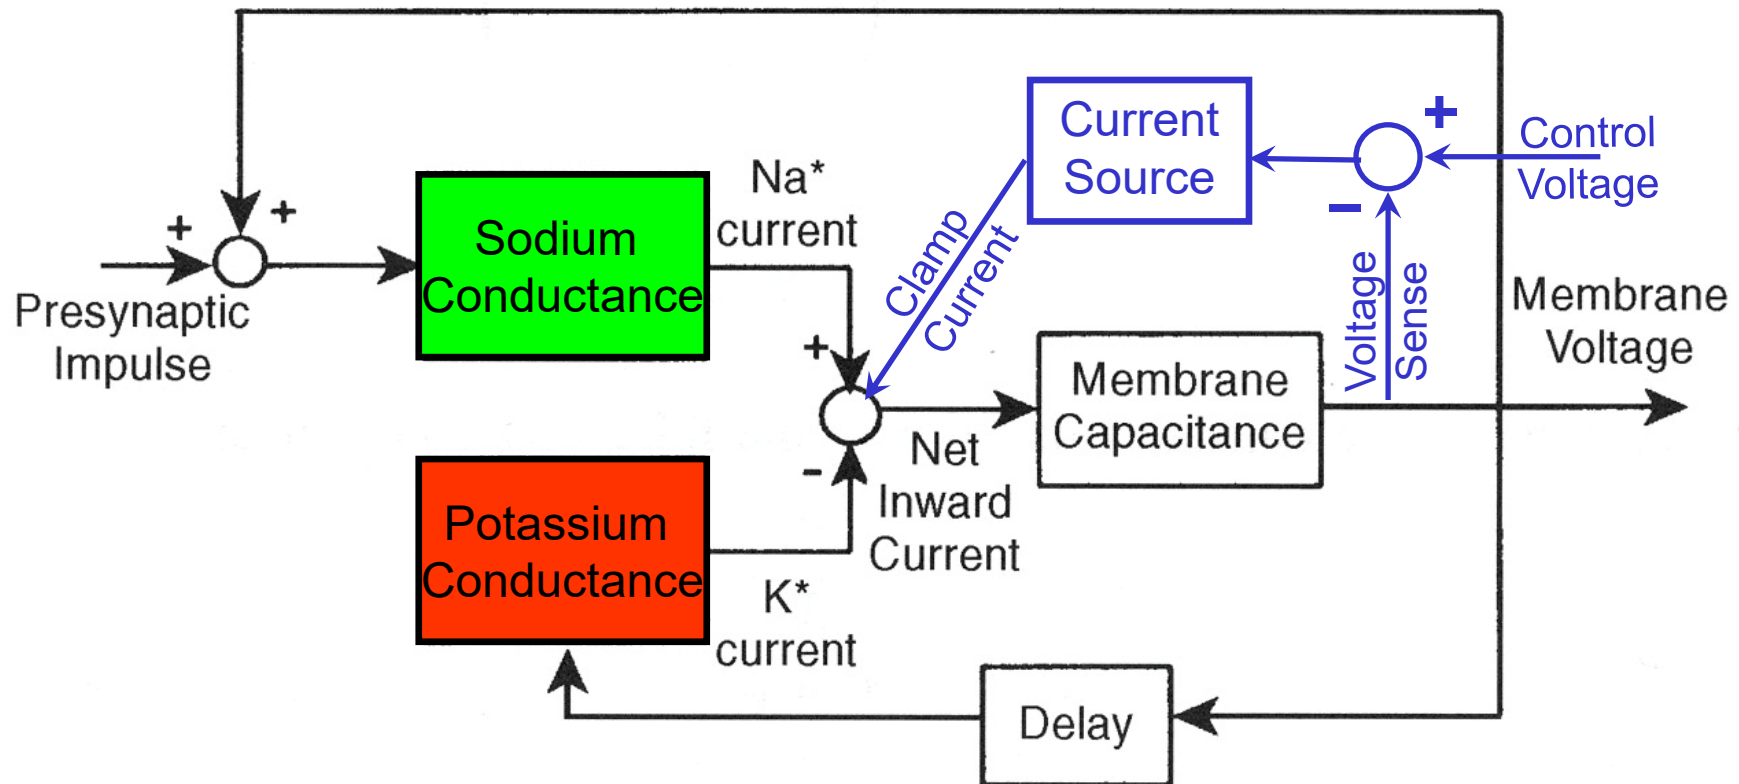 Current
Source
+
Control
Voltage
−
Clamp
Current
Voltage
Sense
Na*
current
+
+
Sodium
Conductance
Presynaptic
Impulse
Membrane
Voltage
+
Membrane
Capacitance
-
Net
Inward
Current
Potassium
Conductance
K*
current
Delay